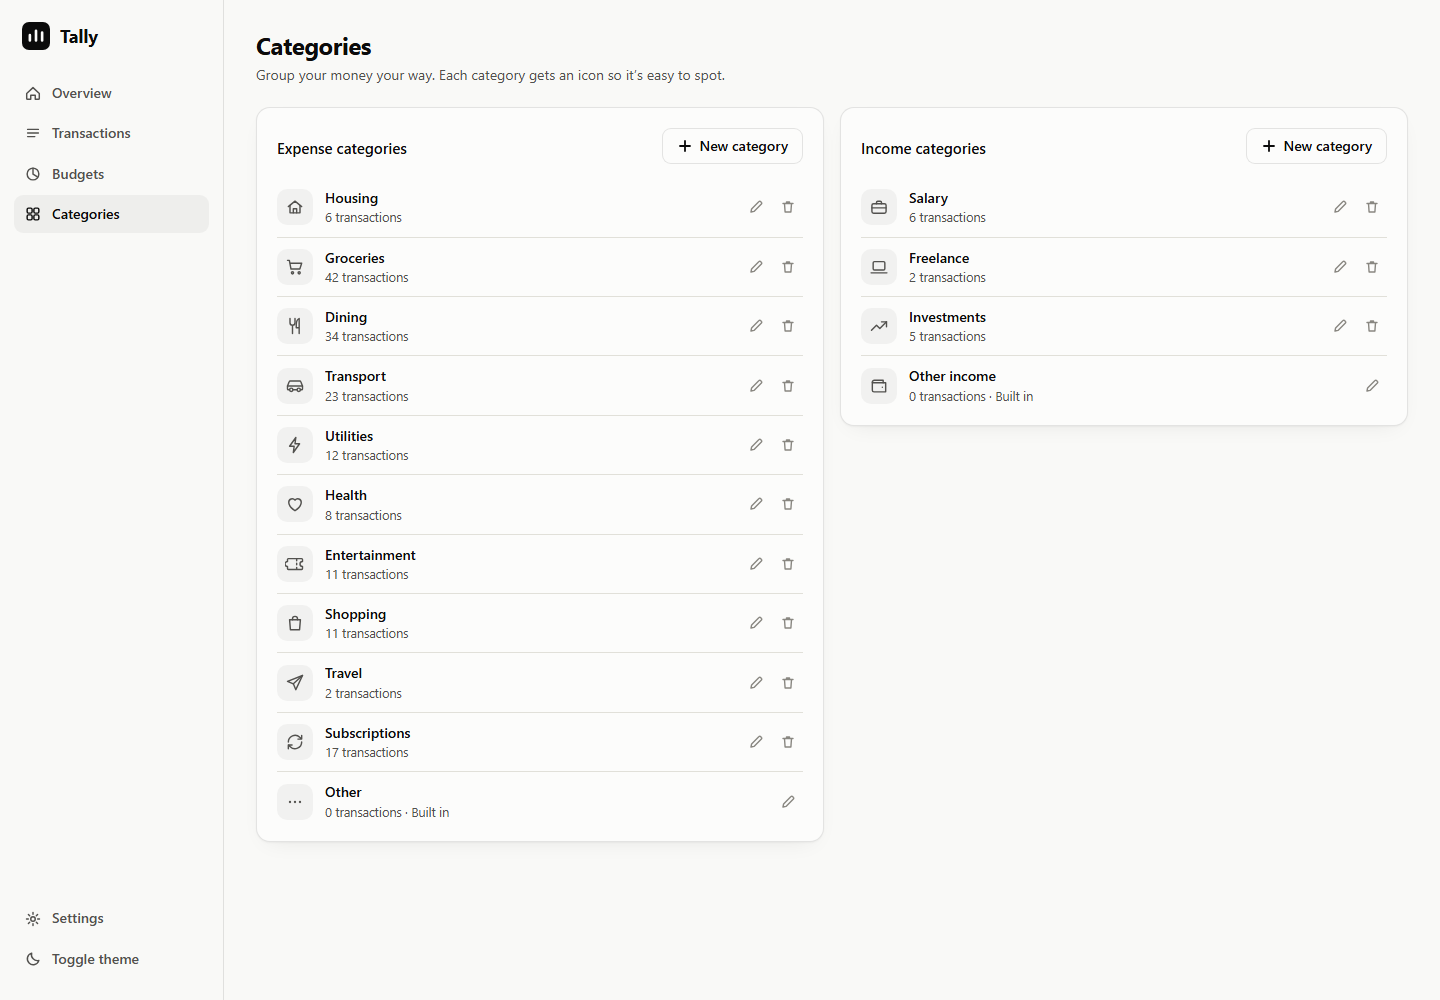 Tally
Overview
Transactions
Budgets
Categories
Settings
Toggle theme
Categories
Group your money your way. Each category gets an icon so it's easy to spot.
Expense categories
New category
Housing
6 transactions
Groceries
42 transactions
Dining
34 transactions
Transport
23 transactions
Utilities
12 transactions
Health
8 transactions
Entertainment
11 transactions
Shopping
11 transactions
Travel
2 transactions
Subscriptions
17 transactions
Other
0 transactions · Built in
Income categories
New category
Salary
6 transactions
Freelance
2 transactions
Investments
5 transactions
Other income
0 transactions · Built in